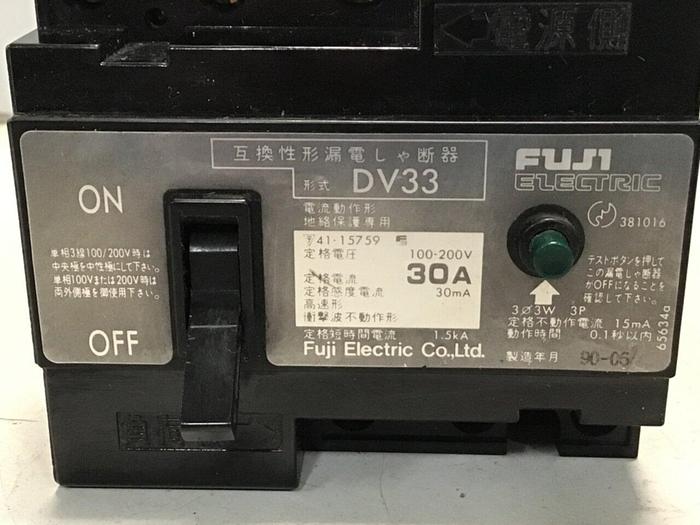 電源側
互換性形漏電しゃ断器
形式 DV33
FUJI
ELECTRIC
ON
OFF
単相3線100/200V時は
中央極を中性極にして下さい。
単相100Vまたは200V時は
両外側極を御使用下さい。
電流動作形
地絡保護専用
41-15759
定格電圧 100-200V
定格電流 30A
定格感度電流 30mA
高速形
衝撃波不動作形
定格短時間電流 1.5kA
Fuji Electric Co.,Ltd.
381016
テストボタンを押して
この漏電しゃ断器
がOFFになることを
確認して下さい。
3Ø3W 3P
定格不動作電流 15mA
動作時間 0.1秒以内
製造年月 90-05
65634a